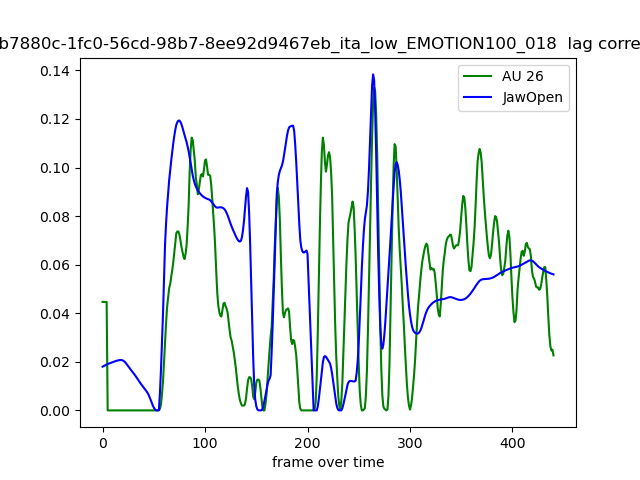 b7880c-1fc0-56cd-98b7-8ee92d9467eb_ita_low_EMOTION100_018 lag corre
AU 26
JawOpen
0.14
0.12
0.10
0.08
0.06
0.04
0.02
0.00
0 100 200 300 400
frame over time